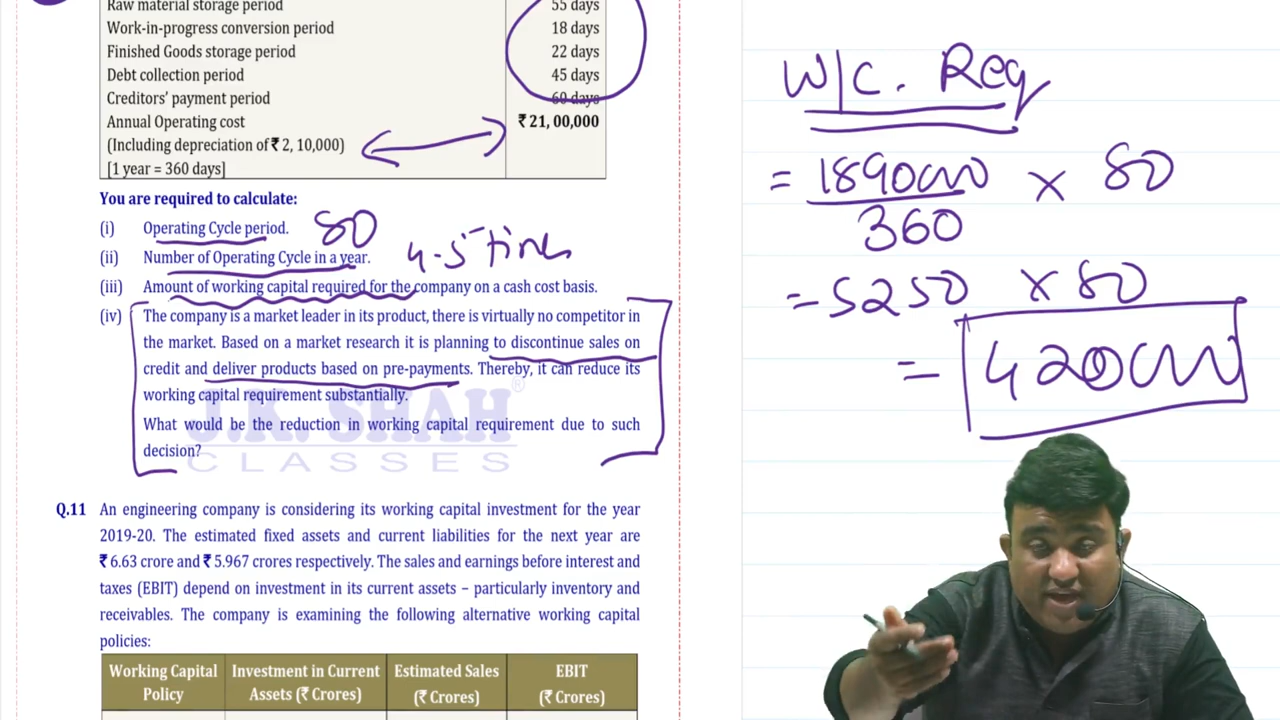 Raw material storage period 55 days
Work-in-progress conversion period 18 days
Finished Goods storage period 22 days
Debt collection period 45 days
Creditors' payment period 60 days
Annual Operating cost ₹ 21, 00,000
(Including depreciation of ₹ 2, 10,000)
[1 year = 360 days]
You are required to calculate:
(i) Operating Cycle period. 80
(ii) Number of Operating Cycle in a year. 4.5 times
(iii) Amount of working capital required for the company on a cash cost basis.
(iv) The company is a market leader in its product, there is virtually no competitor in
the market. Based on a market research it is planning to discontinue sales on
credit and deliver products based on pre-payments. Thereby, it can reduce its
working capital requirement substantially.
What would be the reduction in working capital requirement due to such
decision?
J.K. SHAH ®
CLASSES
Q.11 An engineering company is considering its working capital investment for the year
2019-20. The estimated fixed assets and current liabilities for the next year are
₹ 6.63 crore and ₹ 5.967 crores respectively. The sales and earnings before interest and
taxes (EBIT) depend on investment in its current assets – particularly inventory and
receivables. The company is examining the following alternative working capital
policies:
Working Capital Policy
Investment in Current Assets (₹ Crores)
Estimated Sales (₹ Crores)
EBIT (₹ Crores)
W/C. Req
= 1890000 × 80
360
= 5250 × 80
= 420000